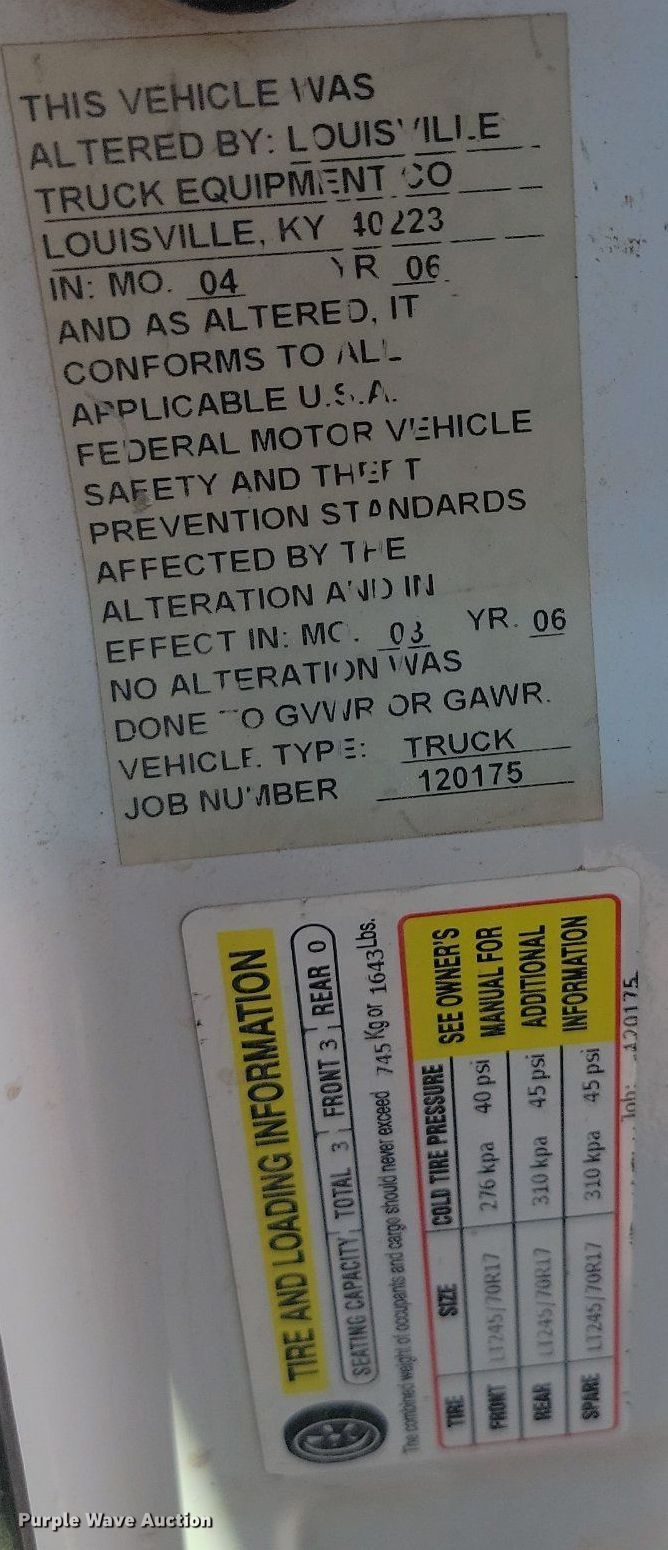 THIS VEHICLE WAS
ALTERED BY: LOUISVILLE
TRUCK EQUIPMENT CO
LOUISVILLE, KY 40223
IN: MO. 04 YR 06
AND AS ALTERED, IT
CONFORMS TO ALL
APPLICABLE U.S.A.
FEDERAL MOTOR VEHICLE
SAFETY AND THEFT
PREVENTION STANDARDS
AFFECTED BY THE
ALTERATION AND IN
EFFECT IN: MO. 03 YR. 06
NO ALTERATION WAS
DONE TO GVWR OR GAWR.
VEHICLE TYPE: TRUCK
JOB NUMBER 120175
TIRE AND LOADING INFORMATION
SEATING CAPACITY TOTAL 3 FRONT 3 REAR 0
The combined weight of occupants and cargo should never exceed 745 Kg or 1643 Lbs.
TIRE SIZE COLD TIRE PRESSURE SEE OWNER'S
FRONT LT245/70R17 276 kpa 40 psi MANUAL FOR
REAR LT245/70R17 310 kpa 45 psi ADDITIONAL
SPARE LT245/70R17 310 kpa 45 psi INFORMATION
Job: 120175
Purple Wave Auction